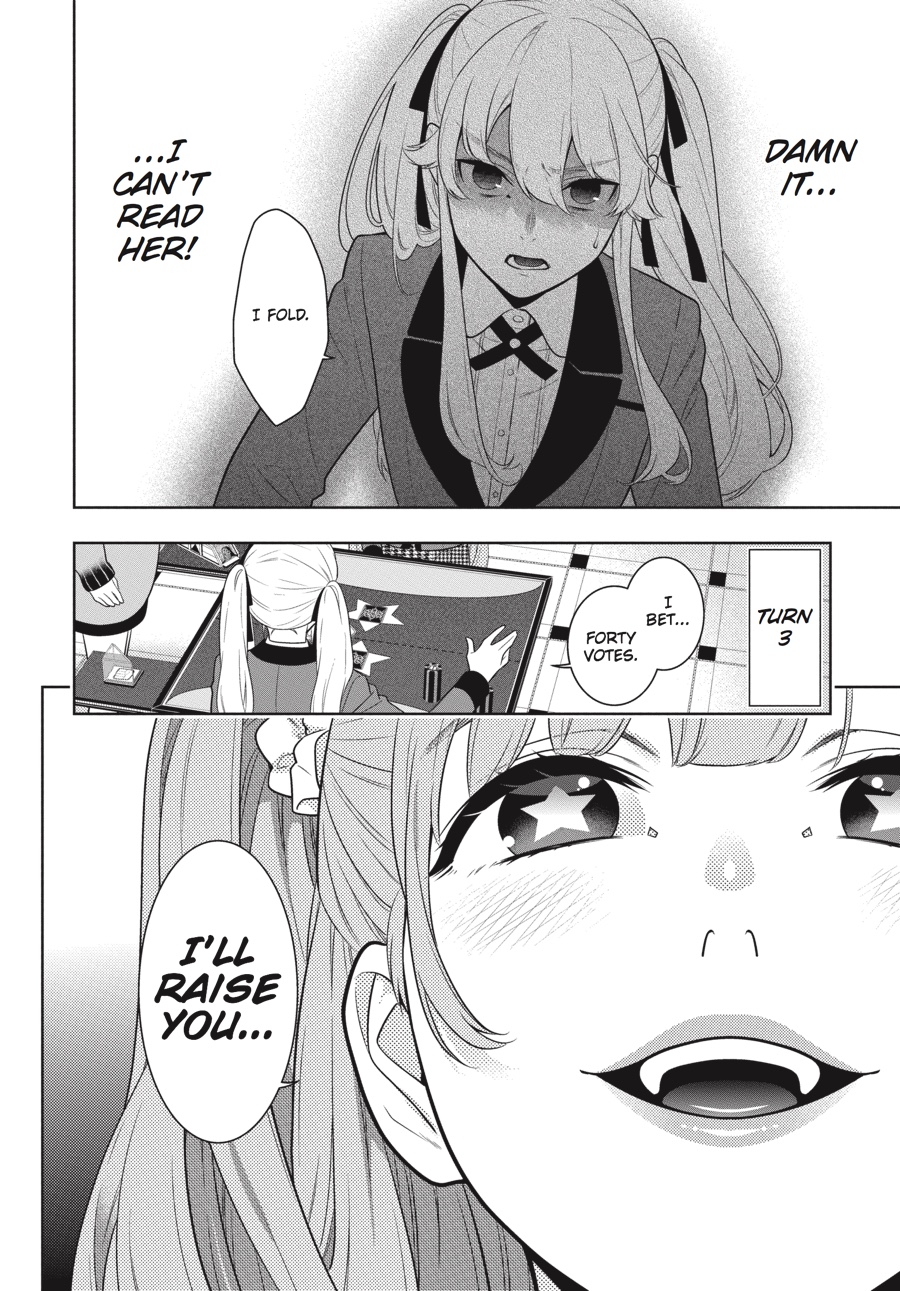 DAMN
IT...
...I
CAN'T
READ
HER!
I FOLD.
TURN
3
I
BET...
FORTY
VOTES.
I'LL
RAISE
YOU...